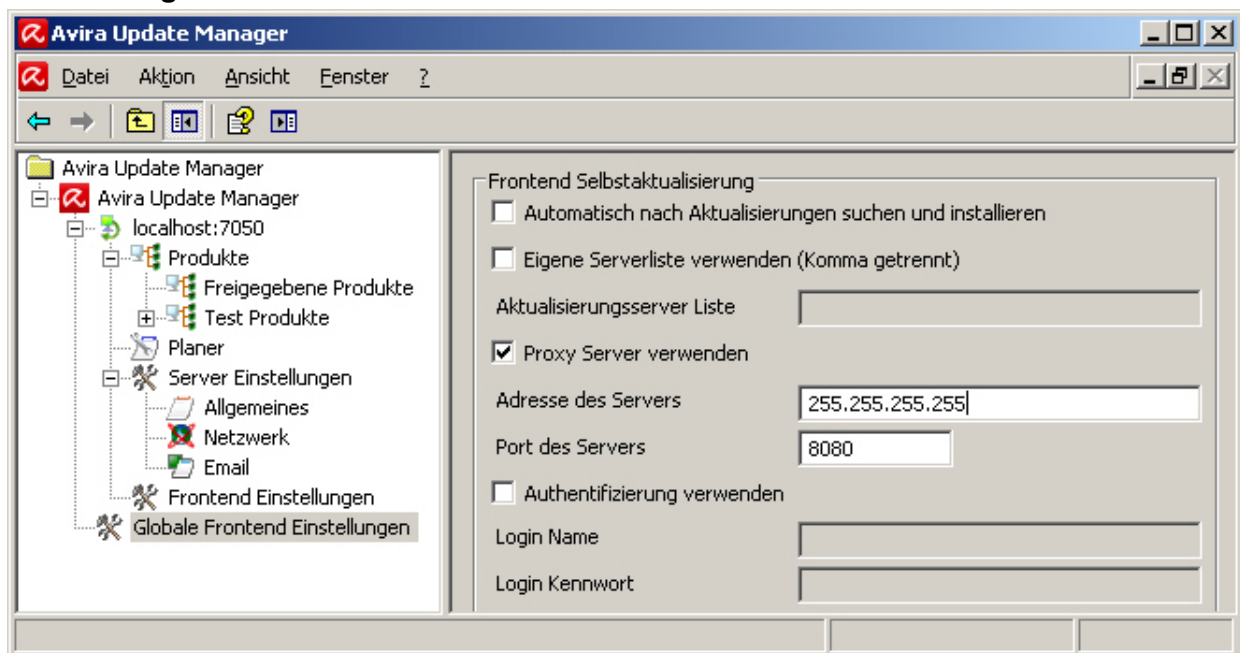 Avira Update Manager
Datei Aktion Ansicht Fenster ?
Avira Update Manager
Avira Update Manager
localhost:7050
Produkte
Freigegebene Produkte
Test Produkte
Planer
Server Einstellungen
Allgemeines
Netzwerk
Email
Frontend Einstellungen
Globale Frontend Einstellungen
Frontend Selbstaktualisierung
Automatisch nach Aktualisierungen suchen und installieren
Eigene Serverliste verwenden (Komma getrennt)
Aktualisierungsserver Liste
Proxy Server verwenden
Adresse des Servers 255.255.255.255
Port des Servers 8080
Authentifizierung verwenden
Login Name
Login Kennwort